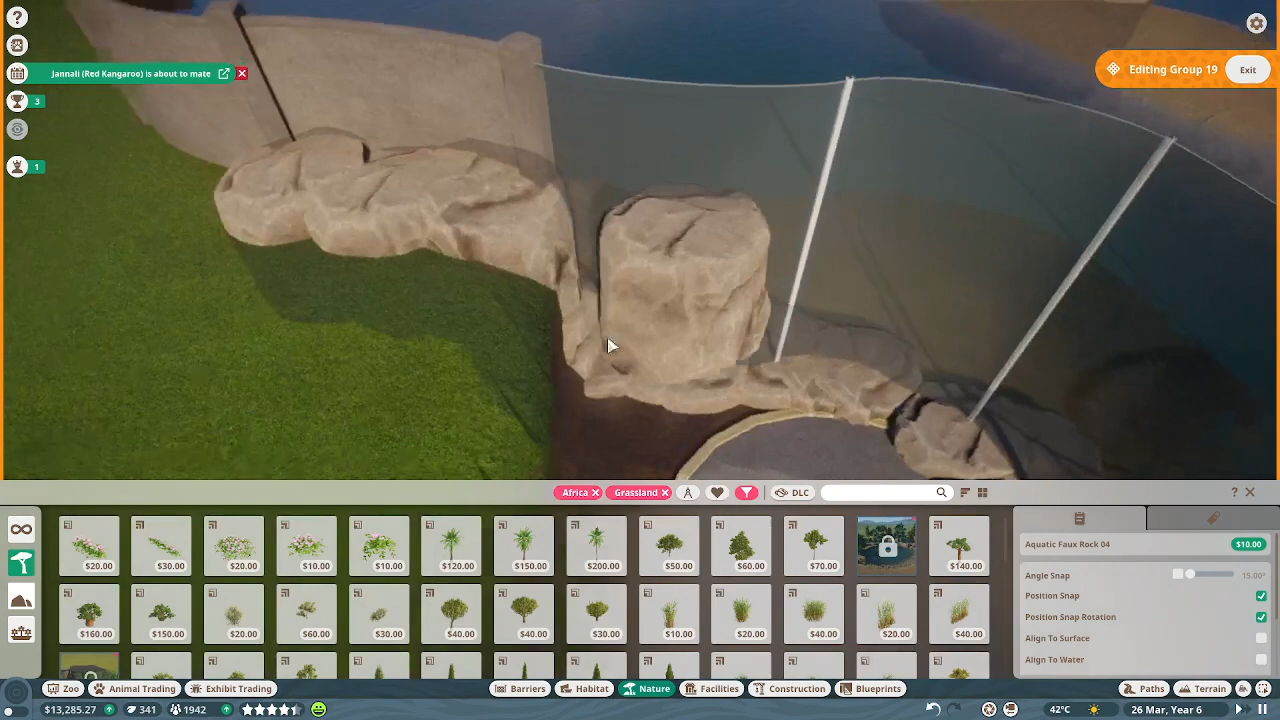 ?
Editing Group 19
Exit
Jannali (Red Kangaroo) is about to mate
3
1
Africa
Grassland
DLC
?
$20.00 $30.00 $20.00 $10.00 $10.00 $120.00 $150.00 $200.00 $50.00 $60.00 $70.00 $140.00
$160.00 $150.00 $20.00 $60.00 $30.00 $40.00 $40.00 $30.00 $10.00 $20.00 $40.00 $20.00 $40.00
Aquatic Faux Rock 04
$10.00
Angle Snap
15.00°
Position Snap
Position Snap Rotation
Align To Surface
Align To Water
Zoo
Animal Trading
Exhibit Trading
Barriers
Habitat
Nature
Facilities
Construction
Blueprints
Paths
Terrain
$13,285.27
341
1942
42°C
26 Mar, Year 6